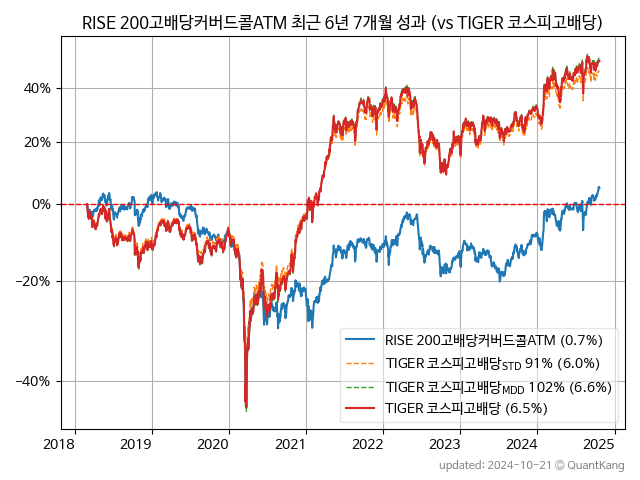 RISE 200고배당커버드콜ATM 최근 6년 7개월 성과 (vs TIGER 코스피고배당)
40%
20%
0%
−20%
−40%
RISE 200고배당커버드콜ATM (0.7%)
TIGER 코스피고배당STD 91% (6.0%)
TIGER 코스피고배당MDD 102% (6.6%)
TIGER 코스피고배당 (6.5%)
2018 2019 2020 2021 2022 2023 2024 2025
updated: 2024-10-21 © QuantKang